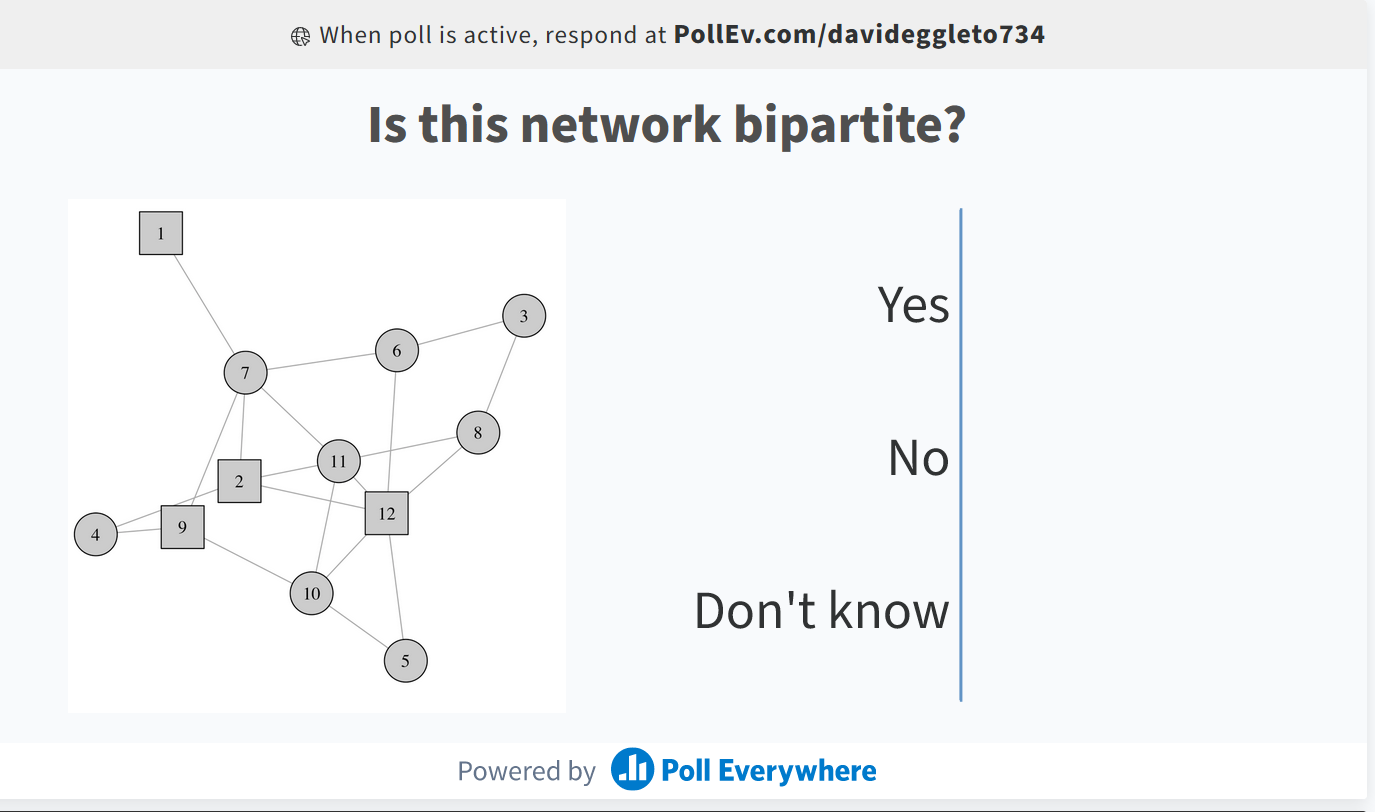 When poll is active, respond at PollEv.com/davideggleto734
Is this network bipartite?
1
3
6
7
8
11
2
12
9
4
10
5
Yes
No
Don't know
Powered by Poll Everywhere